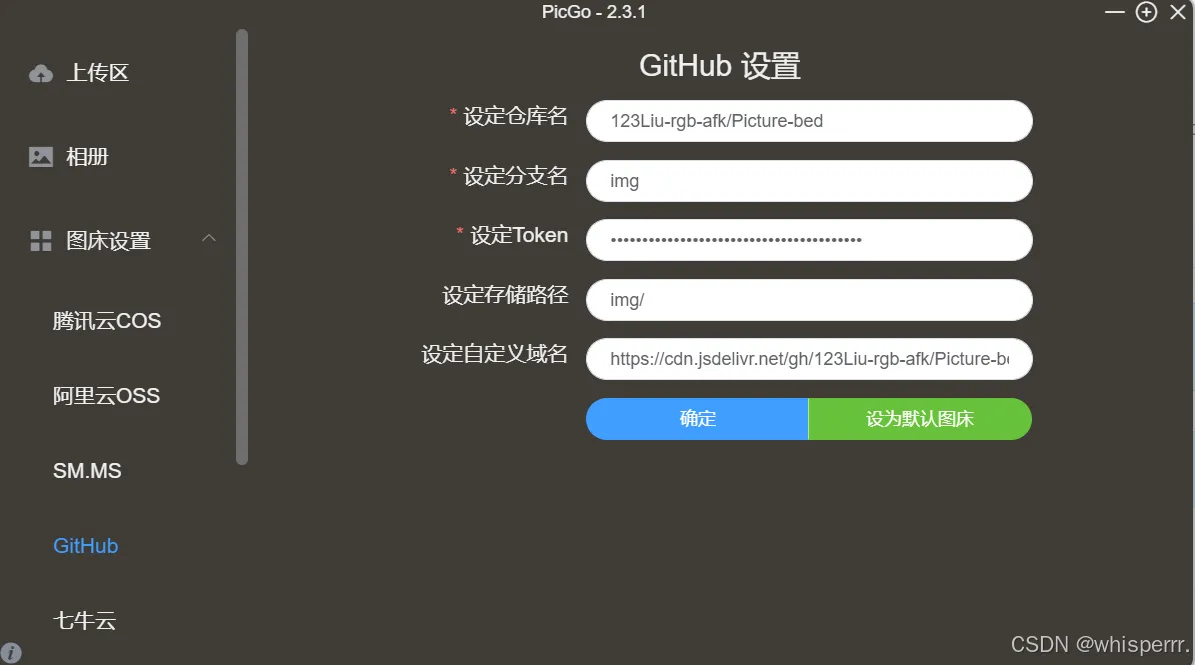 PicGo - 2.3.1
上传区
相册
图床设置
腾讯云COS
阿里云OSS
SM.MS
GitHub
七牛云
GitHub 设置
* 设定仓库名 123Liu-rgb-afk/Picture-bed
* 设定分支名 img
* 设定Token ••••••••••••••••••••••••••••••••••••••••
设定存储路径 img/
设定自定义域名 https://cdn.jsdelivr.net/gh/123Liu-rgb-afk/Picture-be
确定 设为默认图床
CSDN @whisperrr.